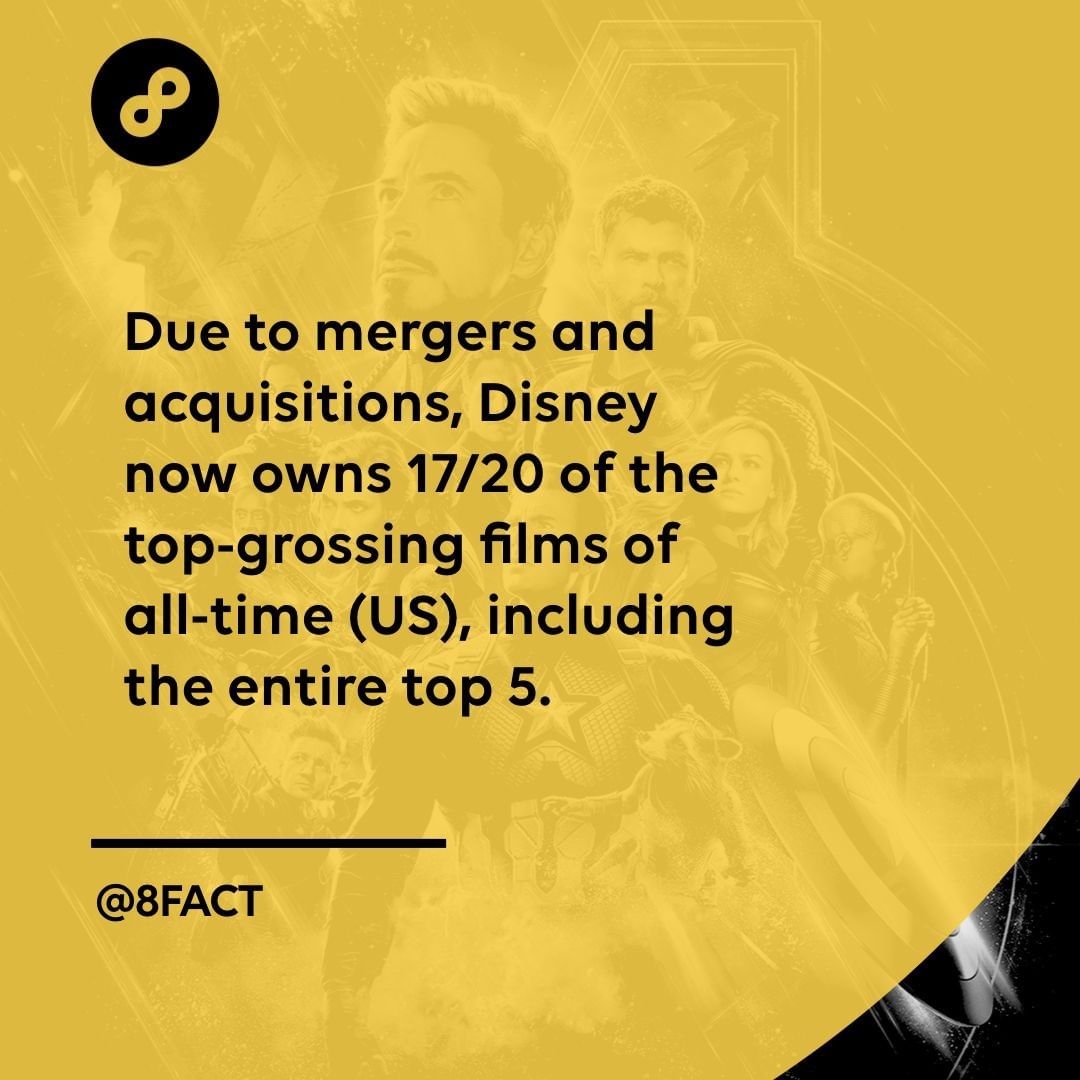 Due to mergers and
acquisitions, Disney
now owns 17/20 of the
top-grossing films of
all-time (US), including
the entire top 5.
@8FACT